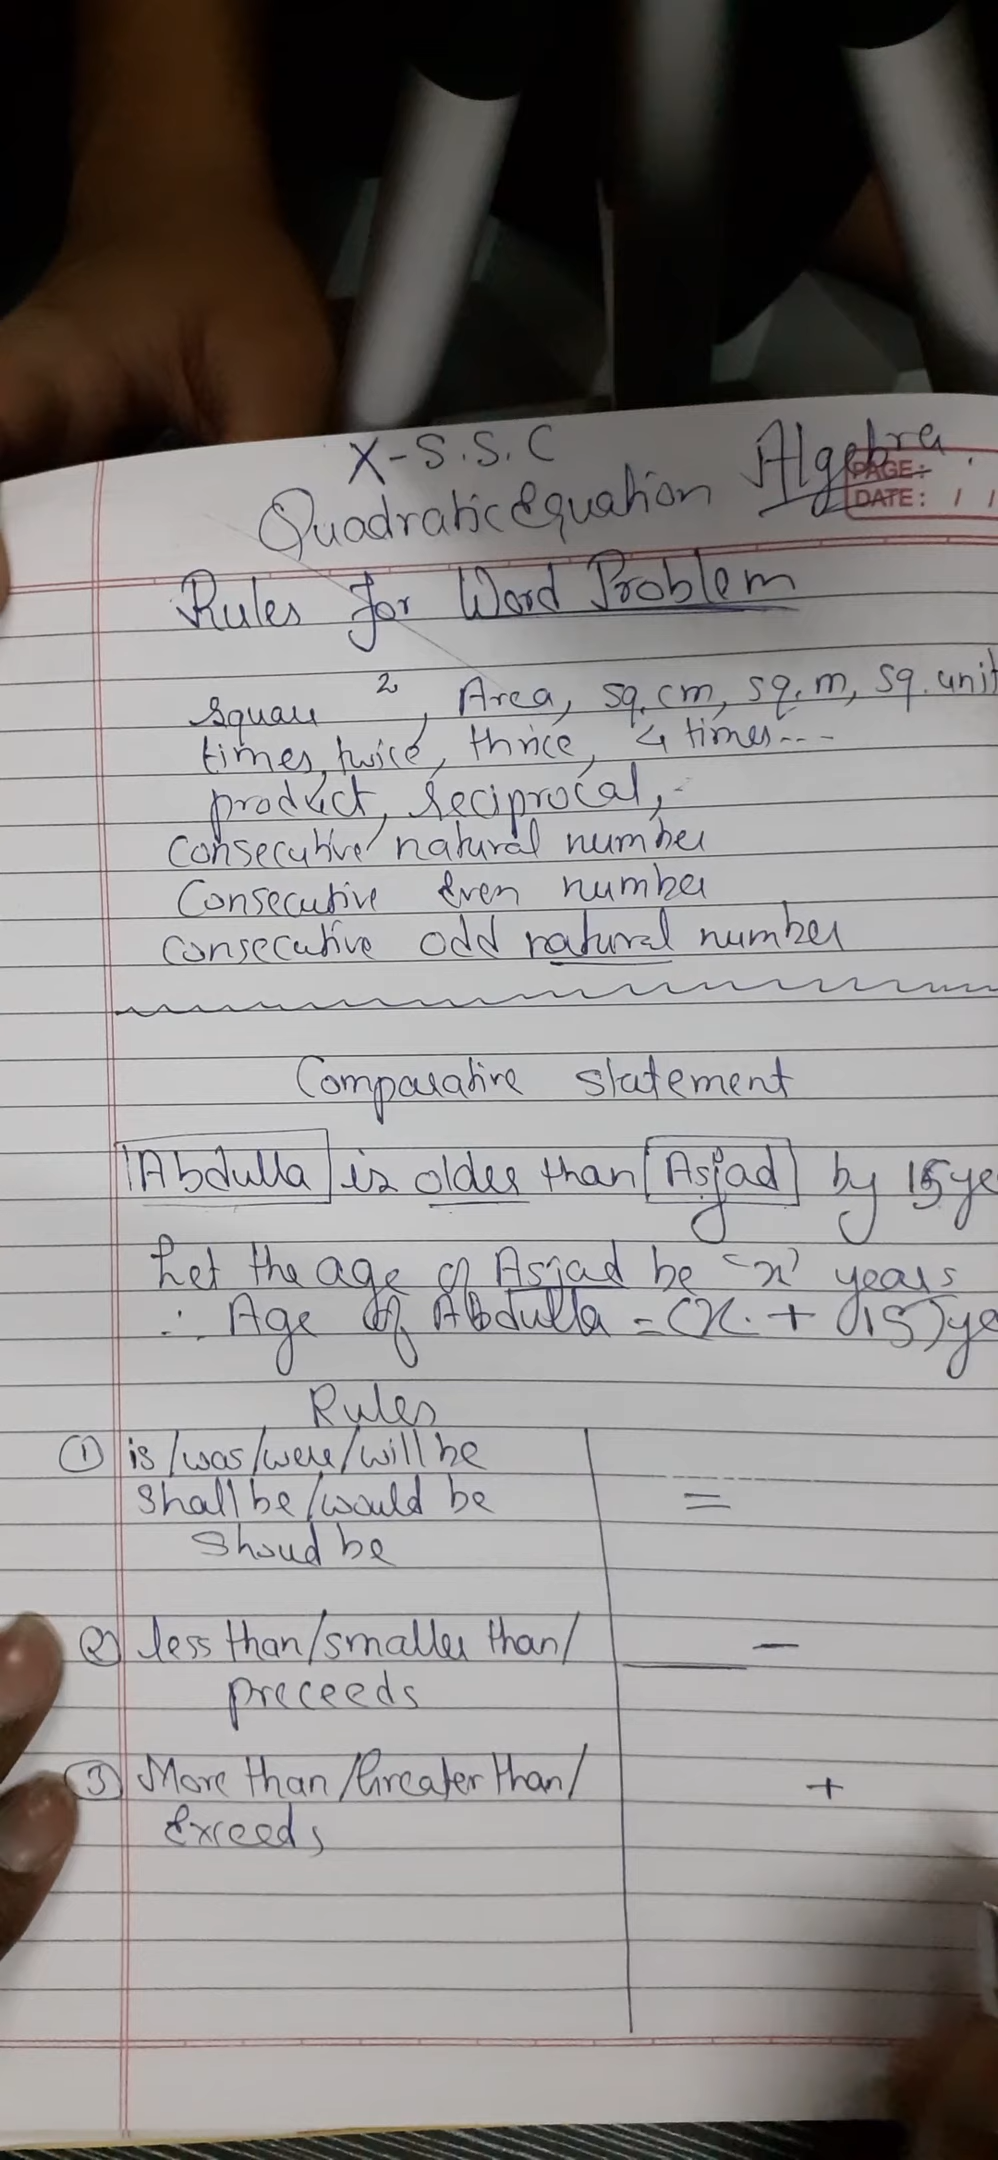 X-S.S.C
Algebra
PAGE:
DATE: / /
Quadratic Equation
Rules for Word Problem
square ², Area, sq.cm, sq.m, sq.unit
times, twice, thrice, 4 times---
product, reciprocal,-
consecutive natural number
Consecutive Even number
consecutive odd natural number
Comparative statement
Abdulla is older than Asjad by 15 ye
Let the age of Asjad be 'x' years
∴ Age of Abdulla = (x + 15) ye
Rules
① is/was/were/will be =
shall be/would be
Shoud be
② less than/smaller than/ —
preceeds
③ More than/Greater than/ +
Exceeds